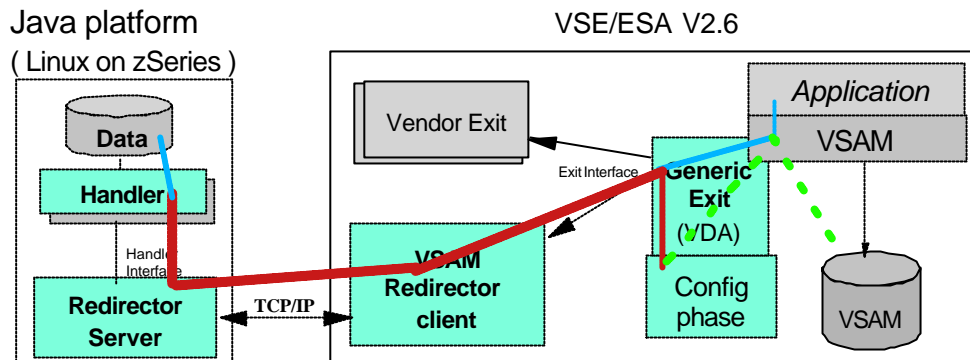 Java platform
( Linux on zSeries )
VSE/ESA V2.6
Data
Handler
Handler
Interface
Redirector
Server
TCP/IP
Vendor Exit
Exit Interface
VSAM
Redirector
client
Generic
Exit
(VDA)
Config
phase
Application
VSAM
VSAM